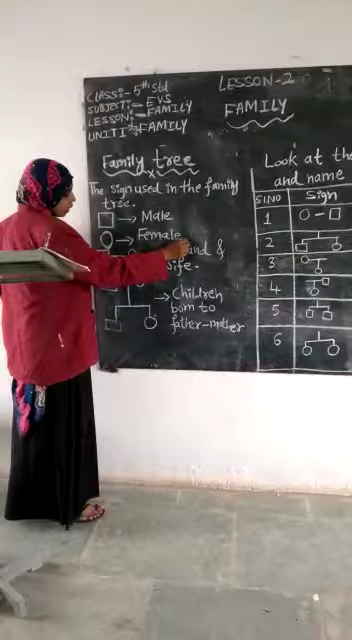 CLASS:- 5th std
SUBJECT:- EVS
LESSON:- FAMILY
UNIT:- FAMILY
LESSON-2
FAMILY
Family tree
The sign used in the family
tree.
→ Male
→ Female
and &
→ Children
born to
father-mother
Look at the
and name
Sl NO Sign
1
2
3
4
5
6